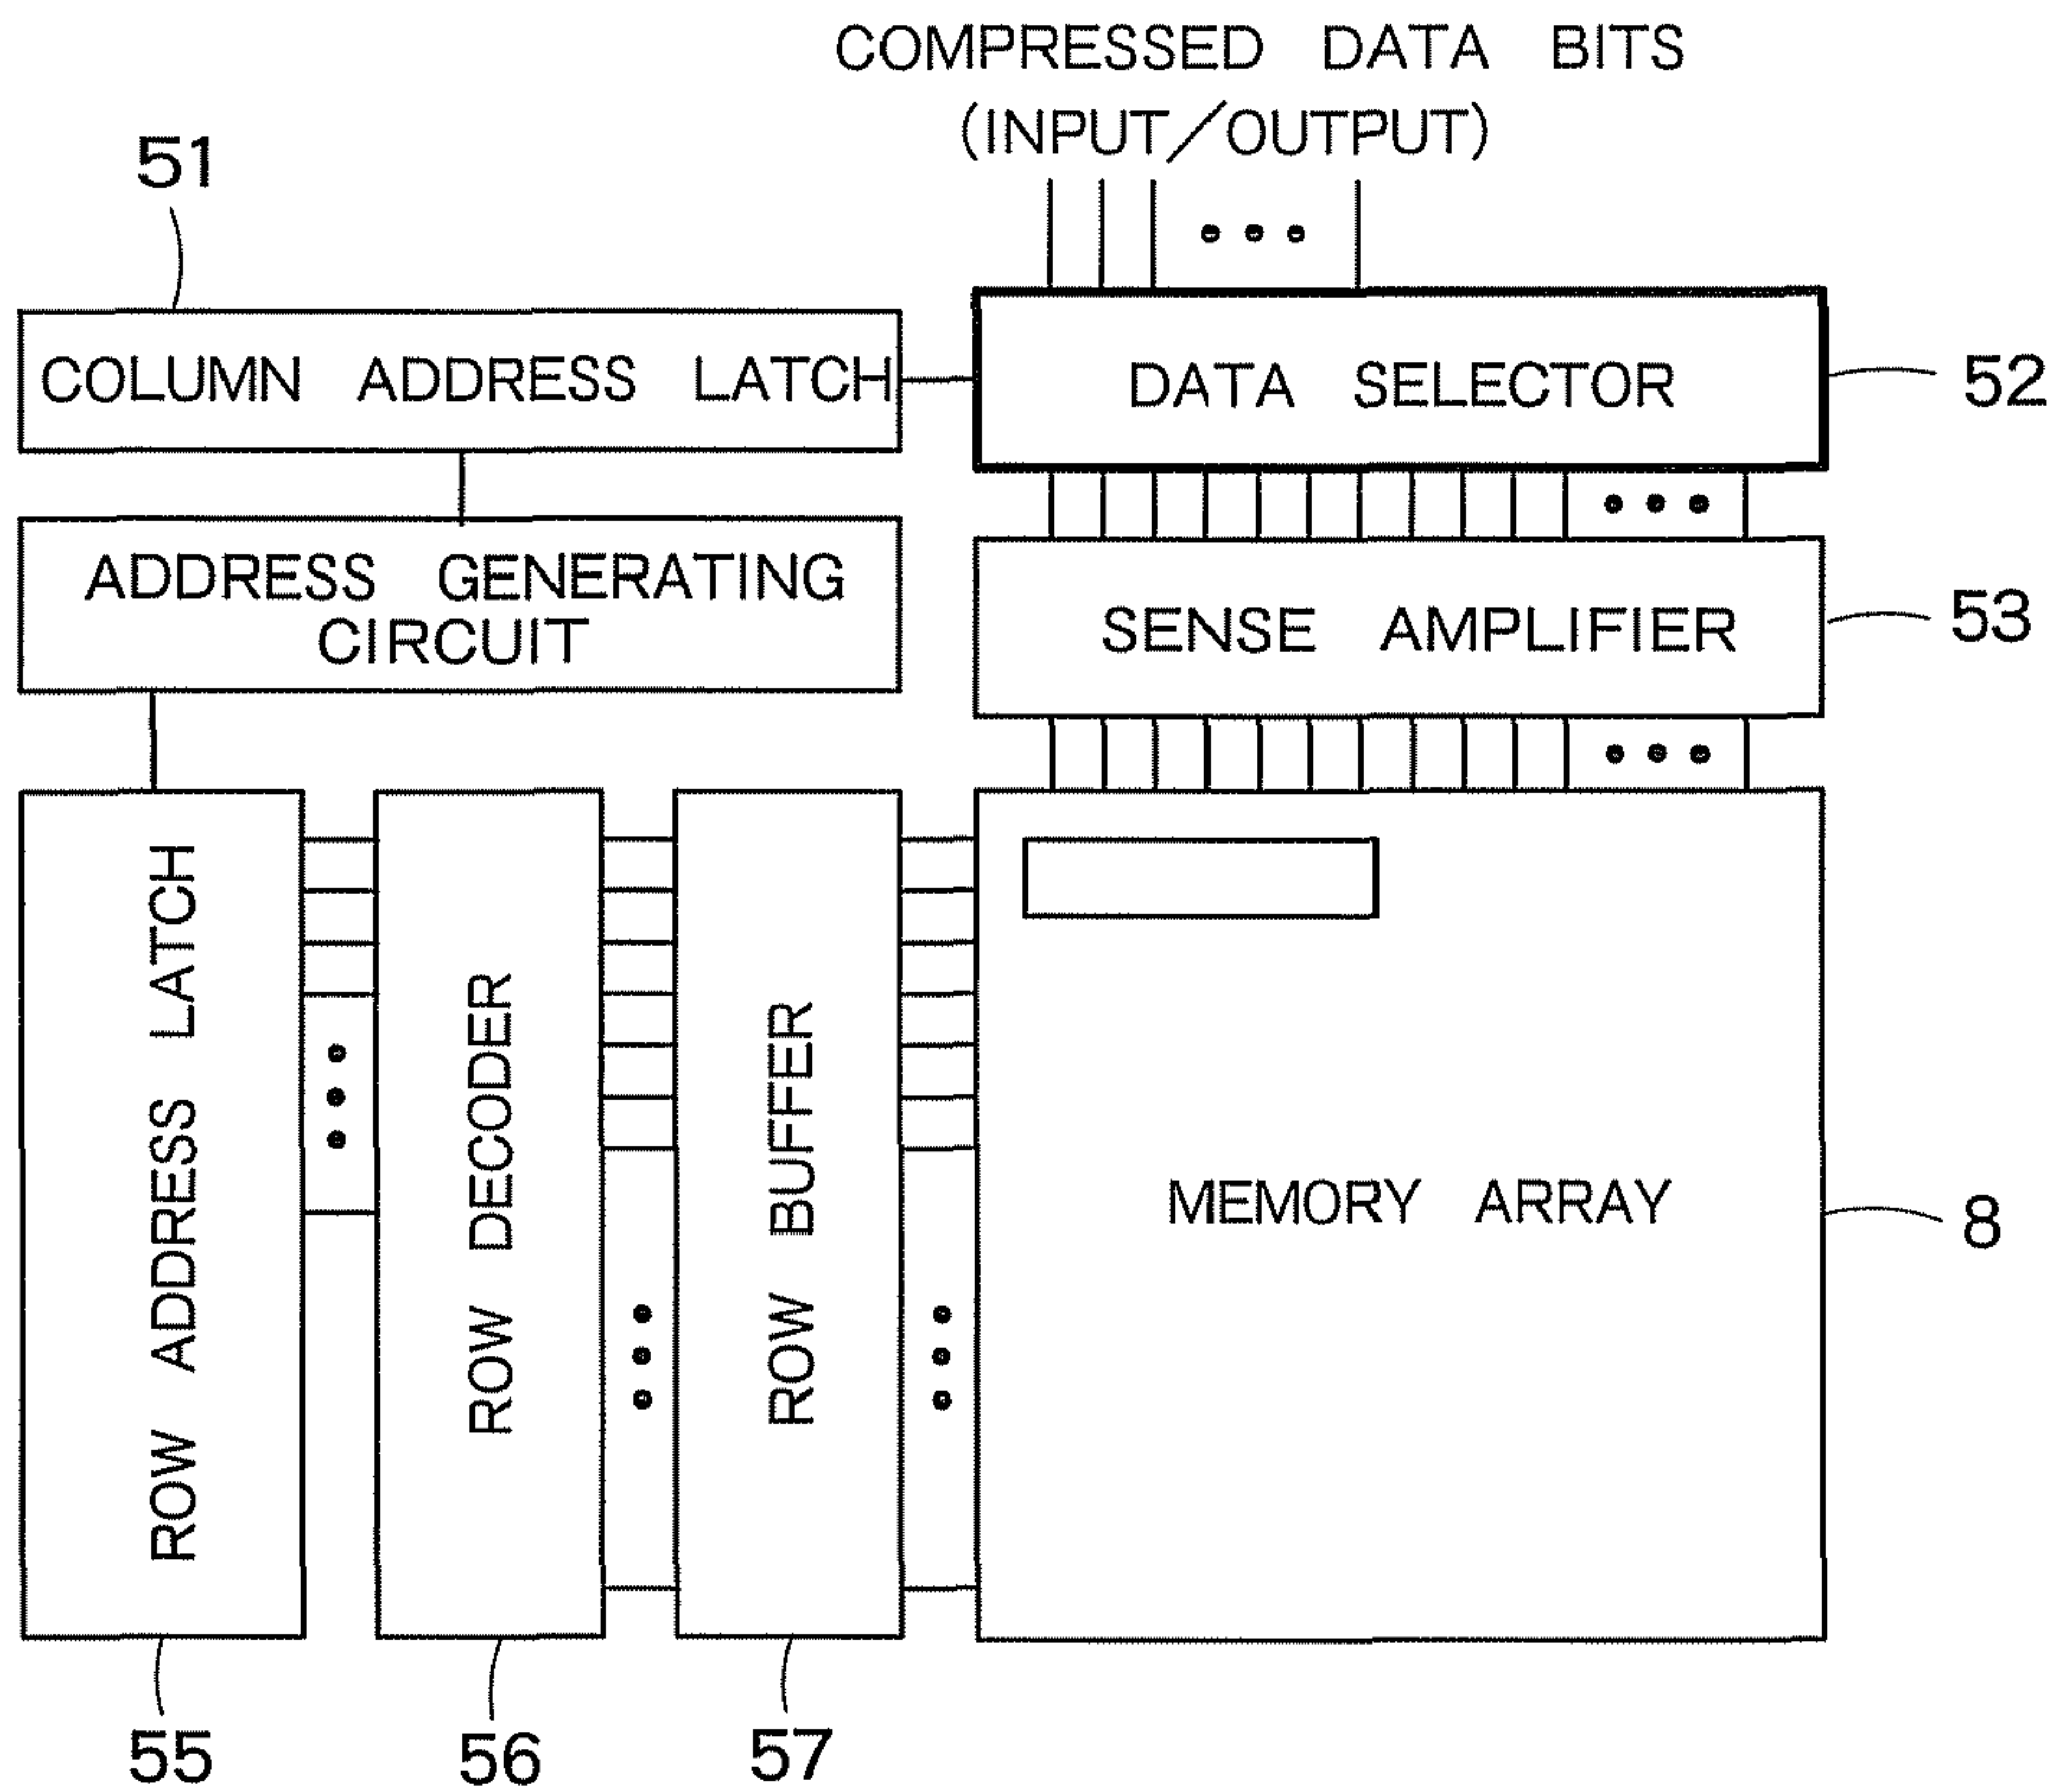 COMPRESSED DATA BITS
(INPUT/OUTPUT)
51
COLUMN ADDRESS LATCH
DATA SELECTOR
52
ADDRESS GENERATING
CIRCUIT
SENSE AMPLIFIER
53
ROW ADDRESS LATCH
ROW DECODER
ROW BUFFER
MEMORY ARRAY
8
55
56
57